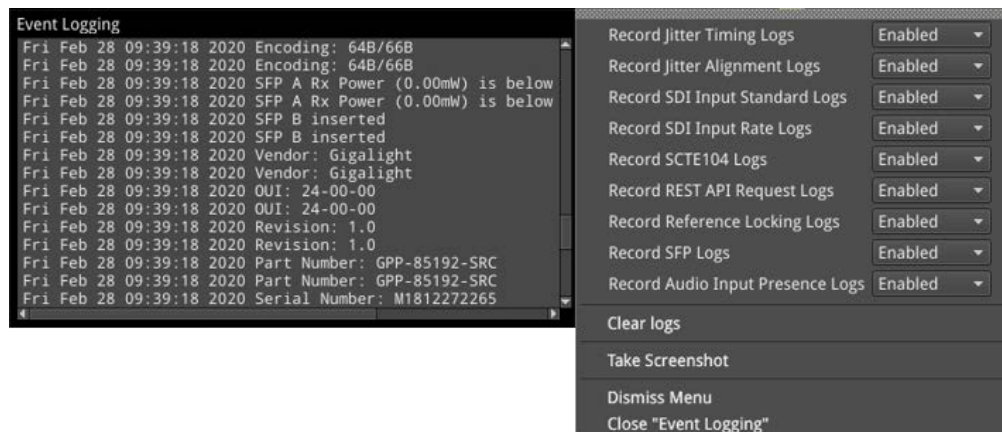 Event Logging
Fri Feb 28 09:39:18 2020 Encoding: 64B/66B
Fri Feb 28 09:39:18 2020 Encoding: 64B/66B
Fri Feb 28 09:39:18 2020 SFP A Rx Power (0.00mW) is below
Fri Feb 28 09:39:18 2020 SFP A Rx Power (0.00mW) is below
Fri Feb 28 09:39:18 2020 SFP B inserted
Fri Feb 28 09:39:18 2020 SFP B inserted
Fri Feb 28 09:39:18 2020 Vendor: Gigalight
Fri Feb 28 09:39:18 2020 Vendor: Gigalight
Fri Feb 28 09:39:18 2020 OUI: 24-00-00
Fri Feb 28 09:39:18 2020 OUI: 24-00-00
Fri Feb 28 09:39:18 2020 Revision: 1.0
Fri Feb 28 09:39:18 2020 Revision: 1.0
Fri Feb 28 09:39:18 2020 Part Number: GPP-85192-SRC
Fri Feb 28 09:39:18 2020 Part Number: GPP-85192-SRC
Fri Feb 28 09:39:18 2020 Serial Number: M1812272265
Record Jitter Timing Logs Enabled
Record Jitter Alignment Logs Enabled
Record SDI Input Standard Logs Enabled
Record SDI Input Rate Logs Enabled
Record SCTE104 Logs Enabled
Record REST API Request Logs Enabled
Record Reference Locking Logs Enabled
Record SFP Logs Enabled
Record Audio Input Presence Logs Enabled
Clear logs
Take Screenshot
Dismiss Menu
Close "Event Logging"